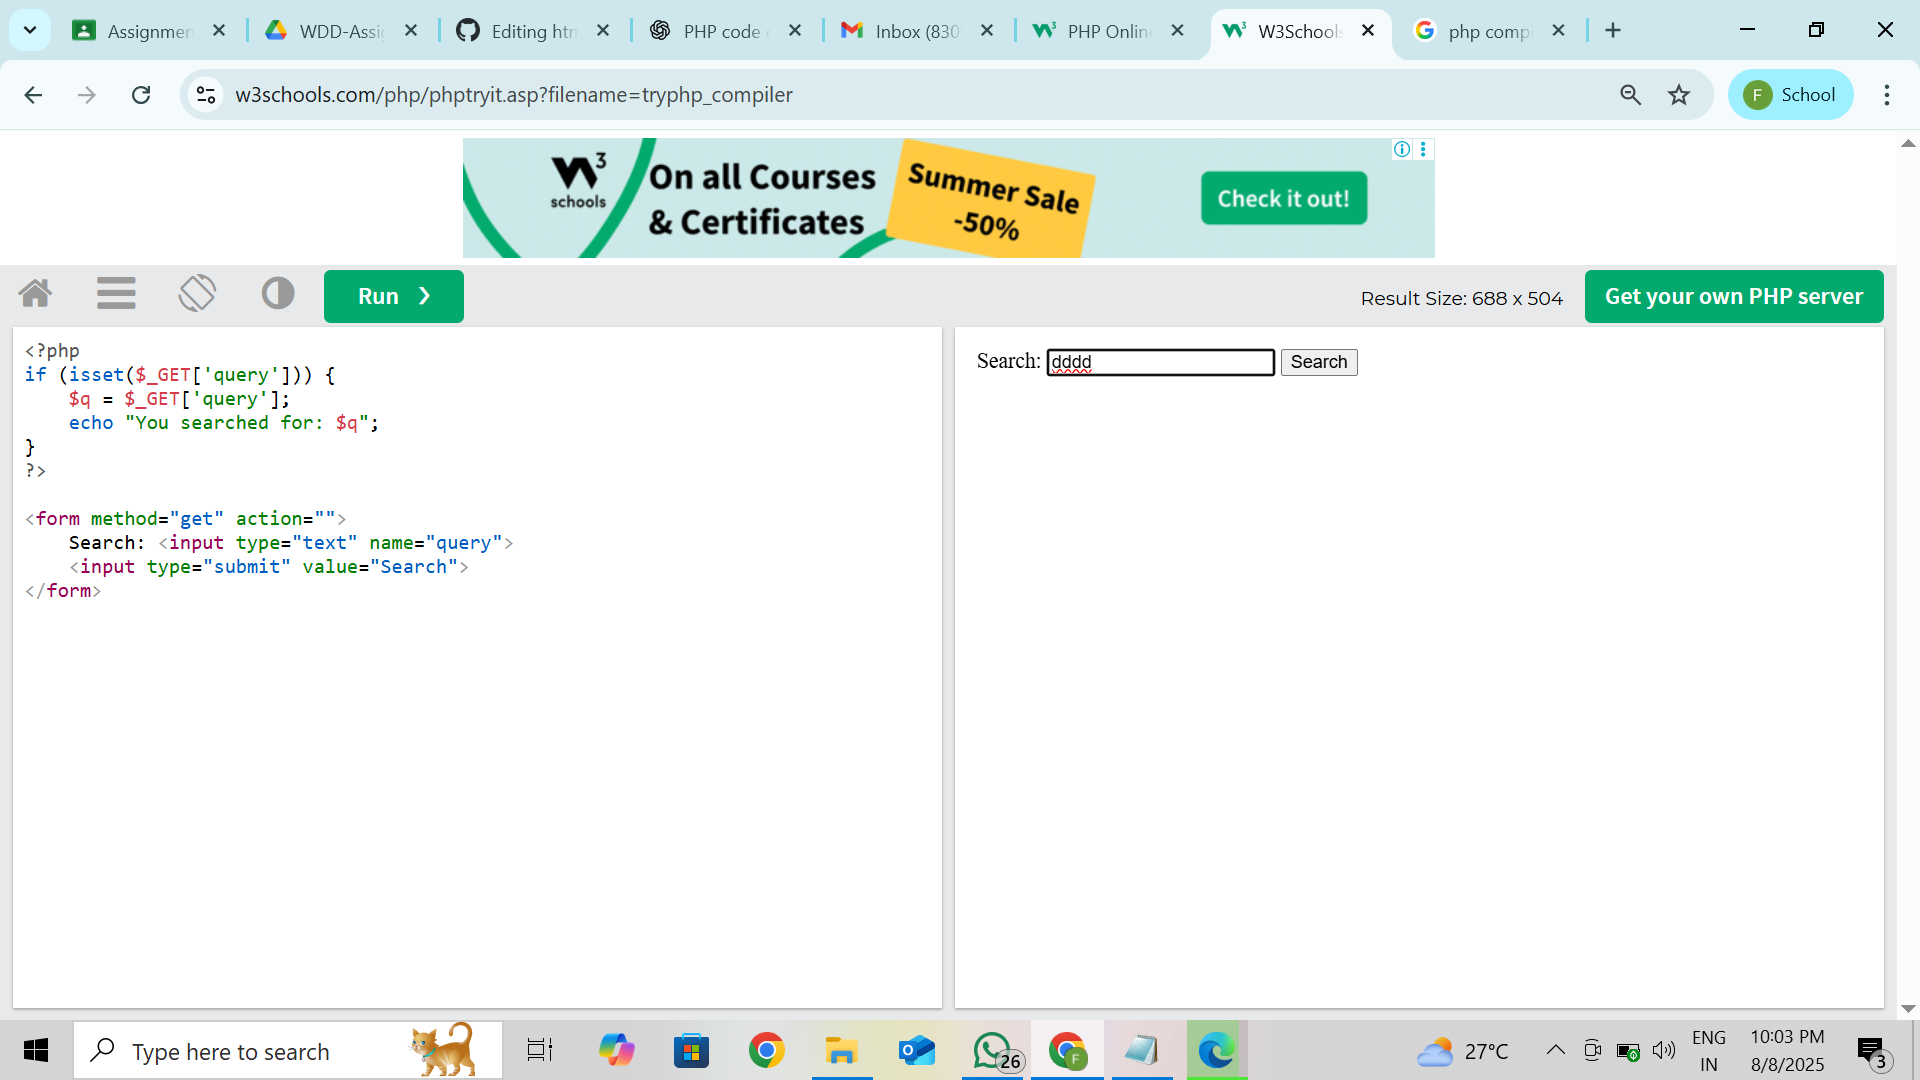 Assignmen
WDD-Assig
Editing htm
PHP code c
Inbox (830
PHP Online
W3Schools
php compi
w3schools.com/php/phptryit.asp?filename=tryphp_compiler
F School
W3 schools
On all Courses
& Certificates
Summer Sale
-50%
Check it out!
Run ❯
Result Size: 688 x 504
Get your own PHP server
<?php
if (isset($_GET['query'])) {
    $q = $_GET['query'];
    echo "You searched for: $q";
}
?>
<form method="get" action="">
    Search: <input type="text" name="query">
    <input type="submit" value="Search">
</form>
Search: dddd Search
Type here to search
26
F
27°C
ENG
IN
10:03 PM
8/8/2025
3